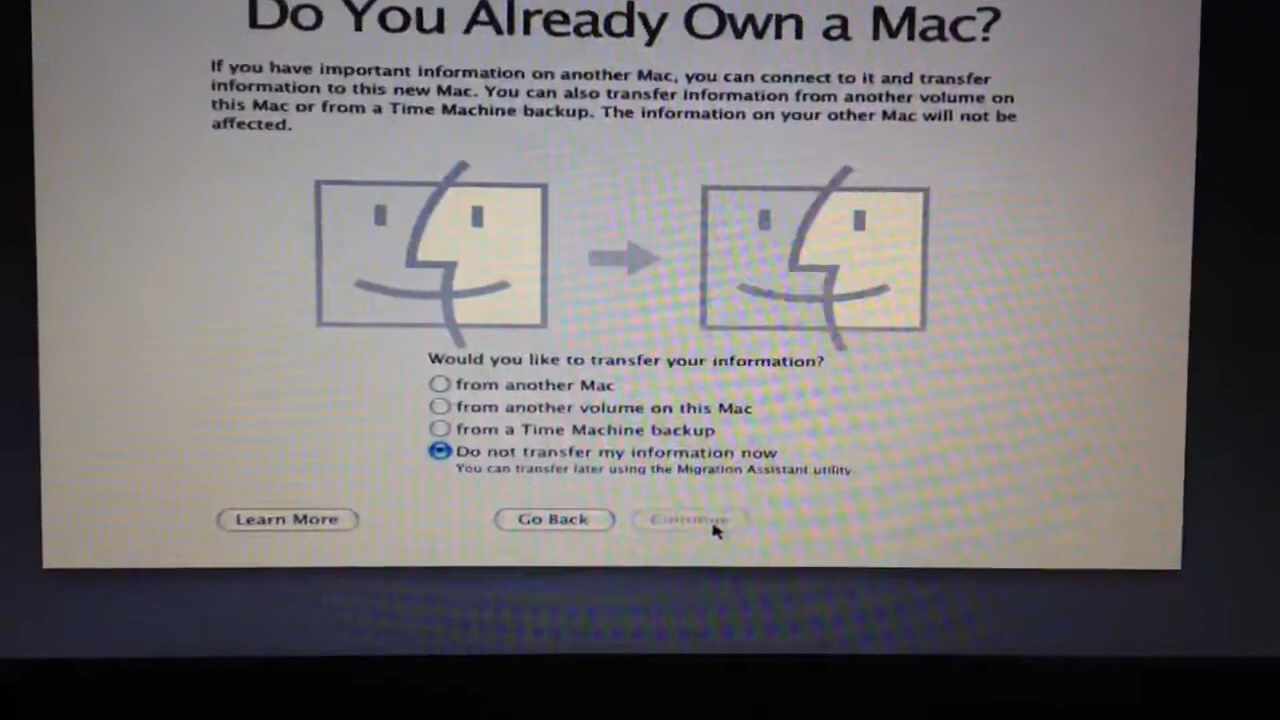 Do You Already Own a Mac?
If you have important information on another Mac, you can connect to it and transfer
information to this new Mac. You can also transfer information from another volume on
this Mac or from a Time Machine backup. The information on your other Mac will not be
affected.
Would you like to transfer your information?
from another Mac
from another volume on this Mac
from a Time Machine backup
Do not transfer my information now
You can transfer later using the Migration Assistant utility
Learn More
Go Back
Continue